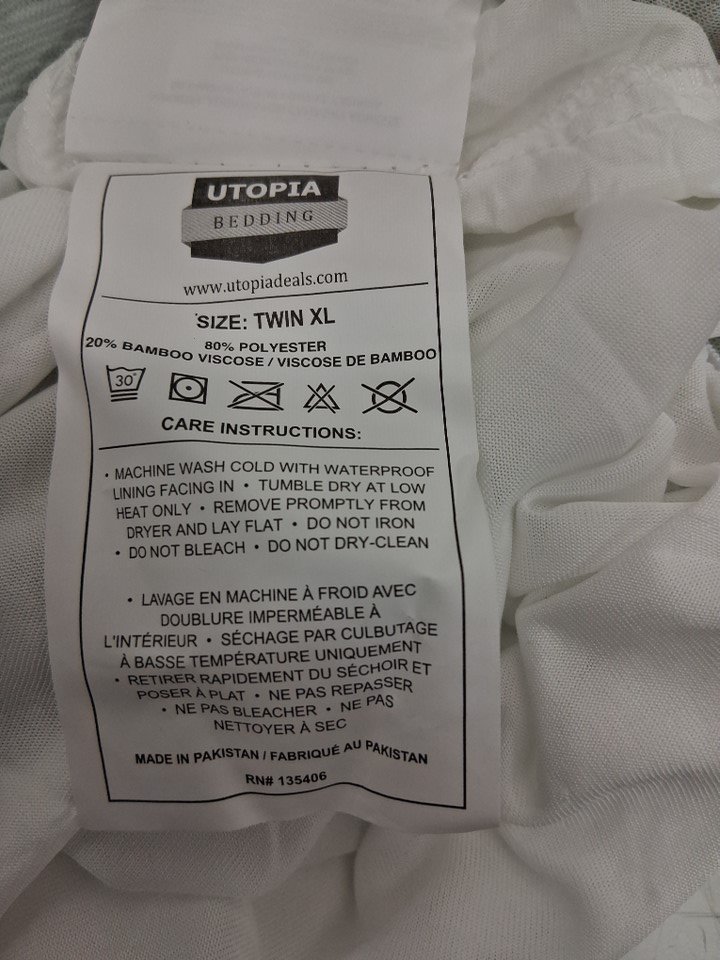 UTOPIA
BEDDING
www.utopiadeals.com
SIZE: TWIN XL
80% POLYESTER
20% BAMBOO VISCOSE / VISCOSE DE BAMBOO
30°
CARE INSTRUCTIONS:
• MACHINE WASH COLD WITH WATERPROOF
LINING FACING IN • TUMBLE DRY AT LOW
HEAT ONLY • REMOVE PROMPTLY FROM
DRYER AND LAY FLAT • DO NOT IRON
• DO NOT BLEACH • DO NOT DRY-CLEAN
• LAVAGE EN MACHINE À FROID AVEC
DOUBLURE IMPERMÉABLE À
L'INTÉRIEUR • SÉCHAGE PAR CULBUTAGE
À BASSE TEMPÉRATURE UNIQUEMENT
• RETIRER RAPIDEMENT DU SÉCHOIR ET
POSER À PLAT • NE PAS REPASSER
• NE PAS BLEACHER • NE PAS
NETTOYER À SEC
MADE IN PAKISTAN / FABRIQUÉ AU PAKISTAN
RN# 135406